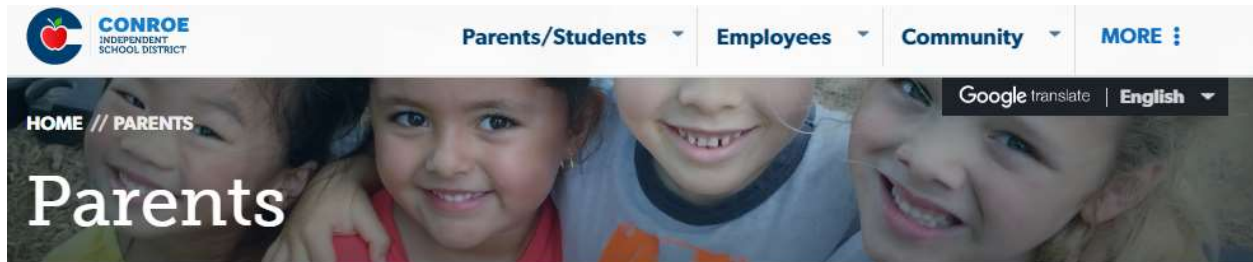 CONROE
INDEPENDENT
SCHOOL DISTRICT
Parents/Students
Employees
Community
MORE
Google translate | English
HOME // PARENTS
Parents